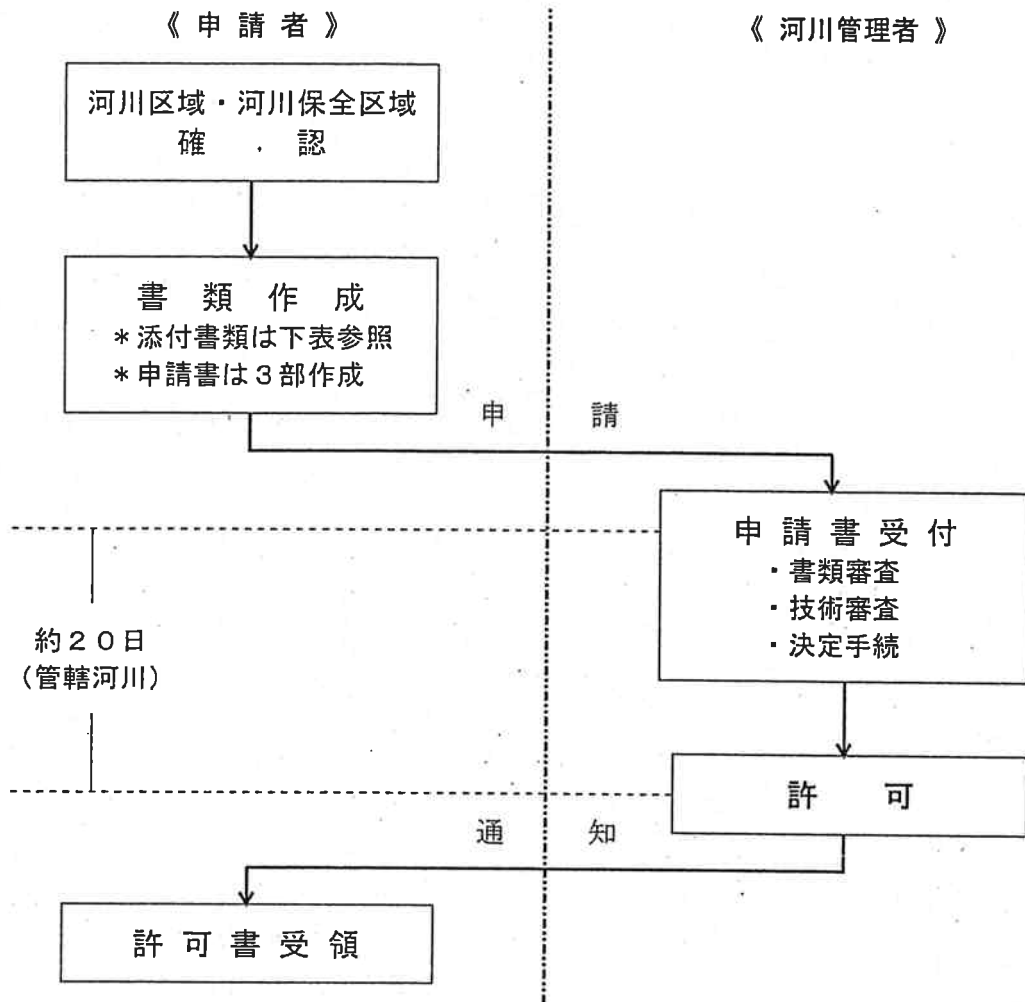 《 申 請 者 》
《 河川管理者 》
河川区域・河川保全区域
確 . 認
書 類 作 成
＊添付書類は下表参照
＊申請書は３部作成
申 請
申 請 書 受 付
・書類審査
・技術審査
・決定手続
約２０日
（管轄河川）
許 可
通 知
許 可 書 受 領